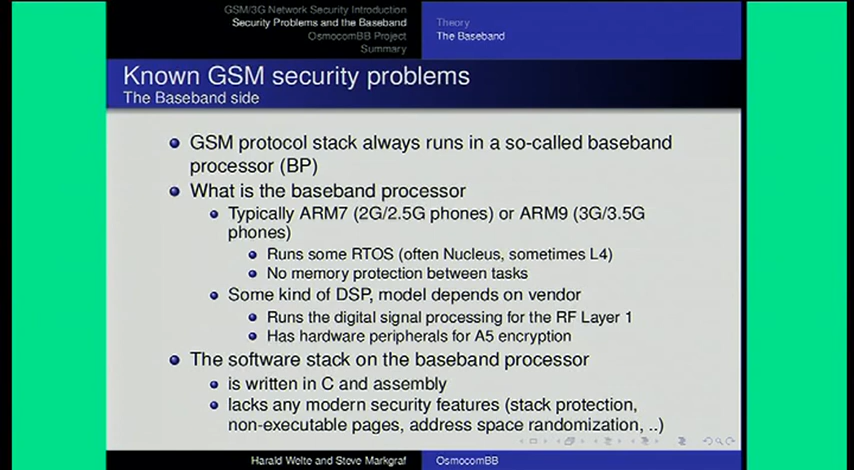 GSM/3G Network Security Introduction
Security Problems and the Baseband
OsmocomBB Project
Summary
Theory
The Baseband
Known GSM security problems
The Baseband side
GSM protocol stack always runs in a so-called baseband
processor (BP)
What is the baseband processor
Typically ARM7 (2G/2.5G phones) or ARM9 (3G/3.5G
phones)
Runs some RTOS (often Nucleus, sometimes L4)
No memory protection between tasks
Some kind of DSP, model depends on vendor
Runs the digital signal processing for the RF Layer 1
Has hardware peripherals for A5 encryption
The software stack on the baseband processor
is written in C and assembly
lacks any modern security features (stack protection,
non-executable pages, address space randomization, ..)
Harald Welte and Steve Markgraf
OsmocomBB